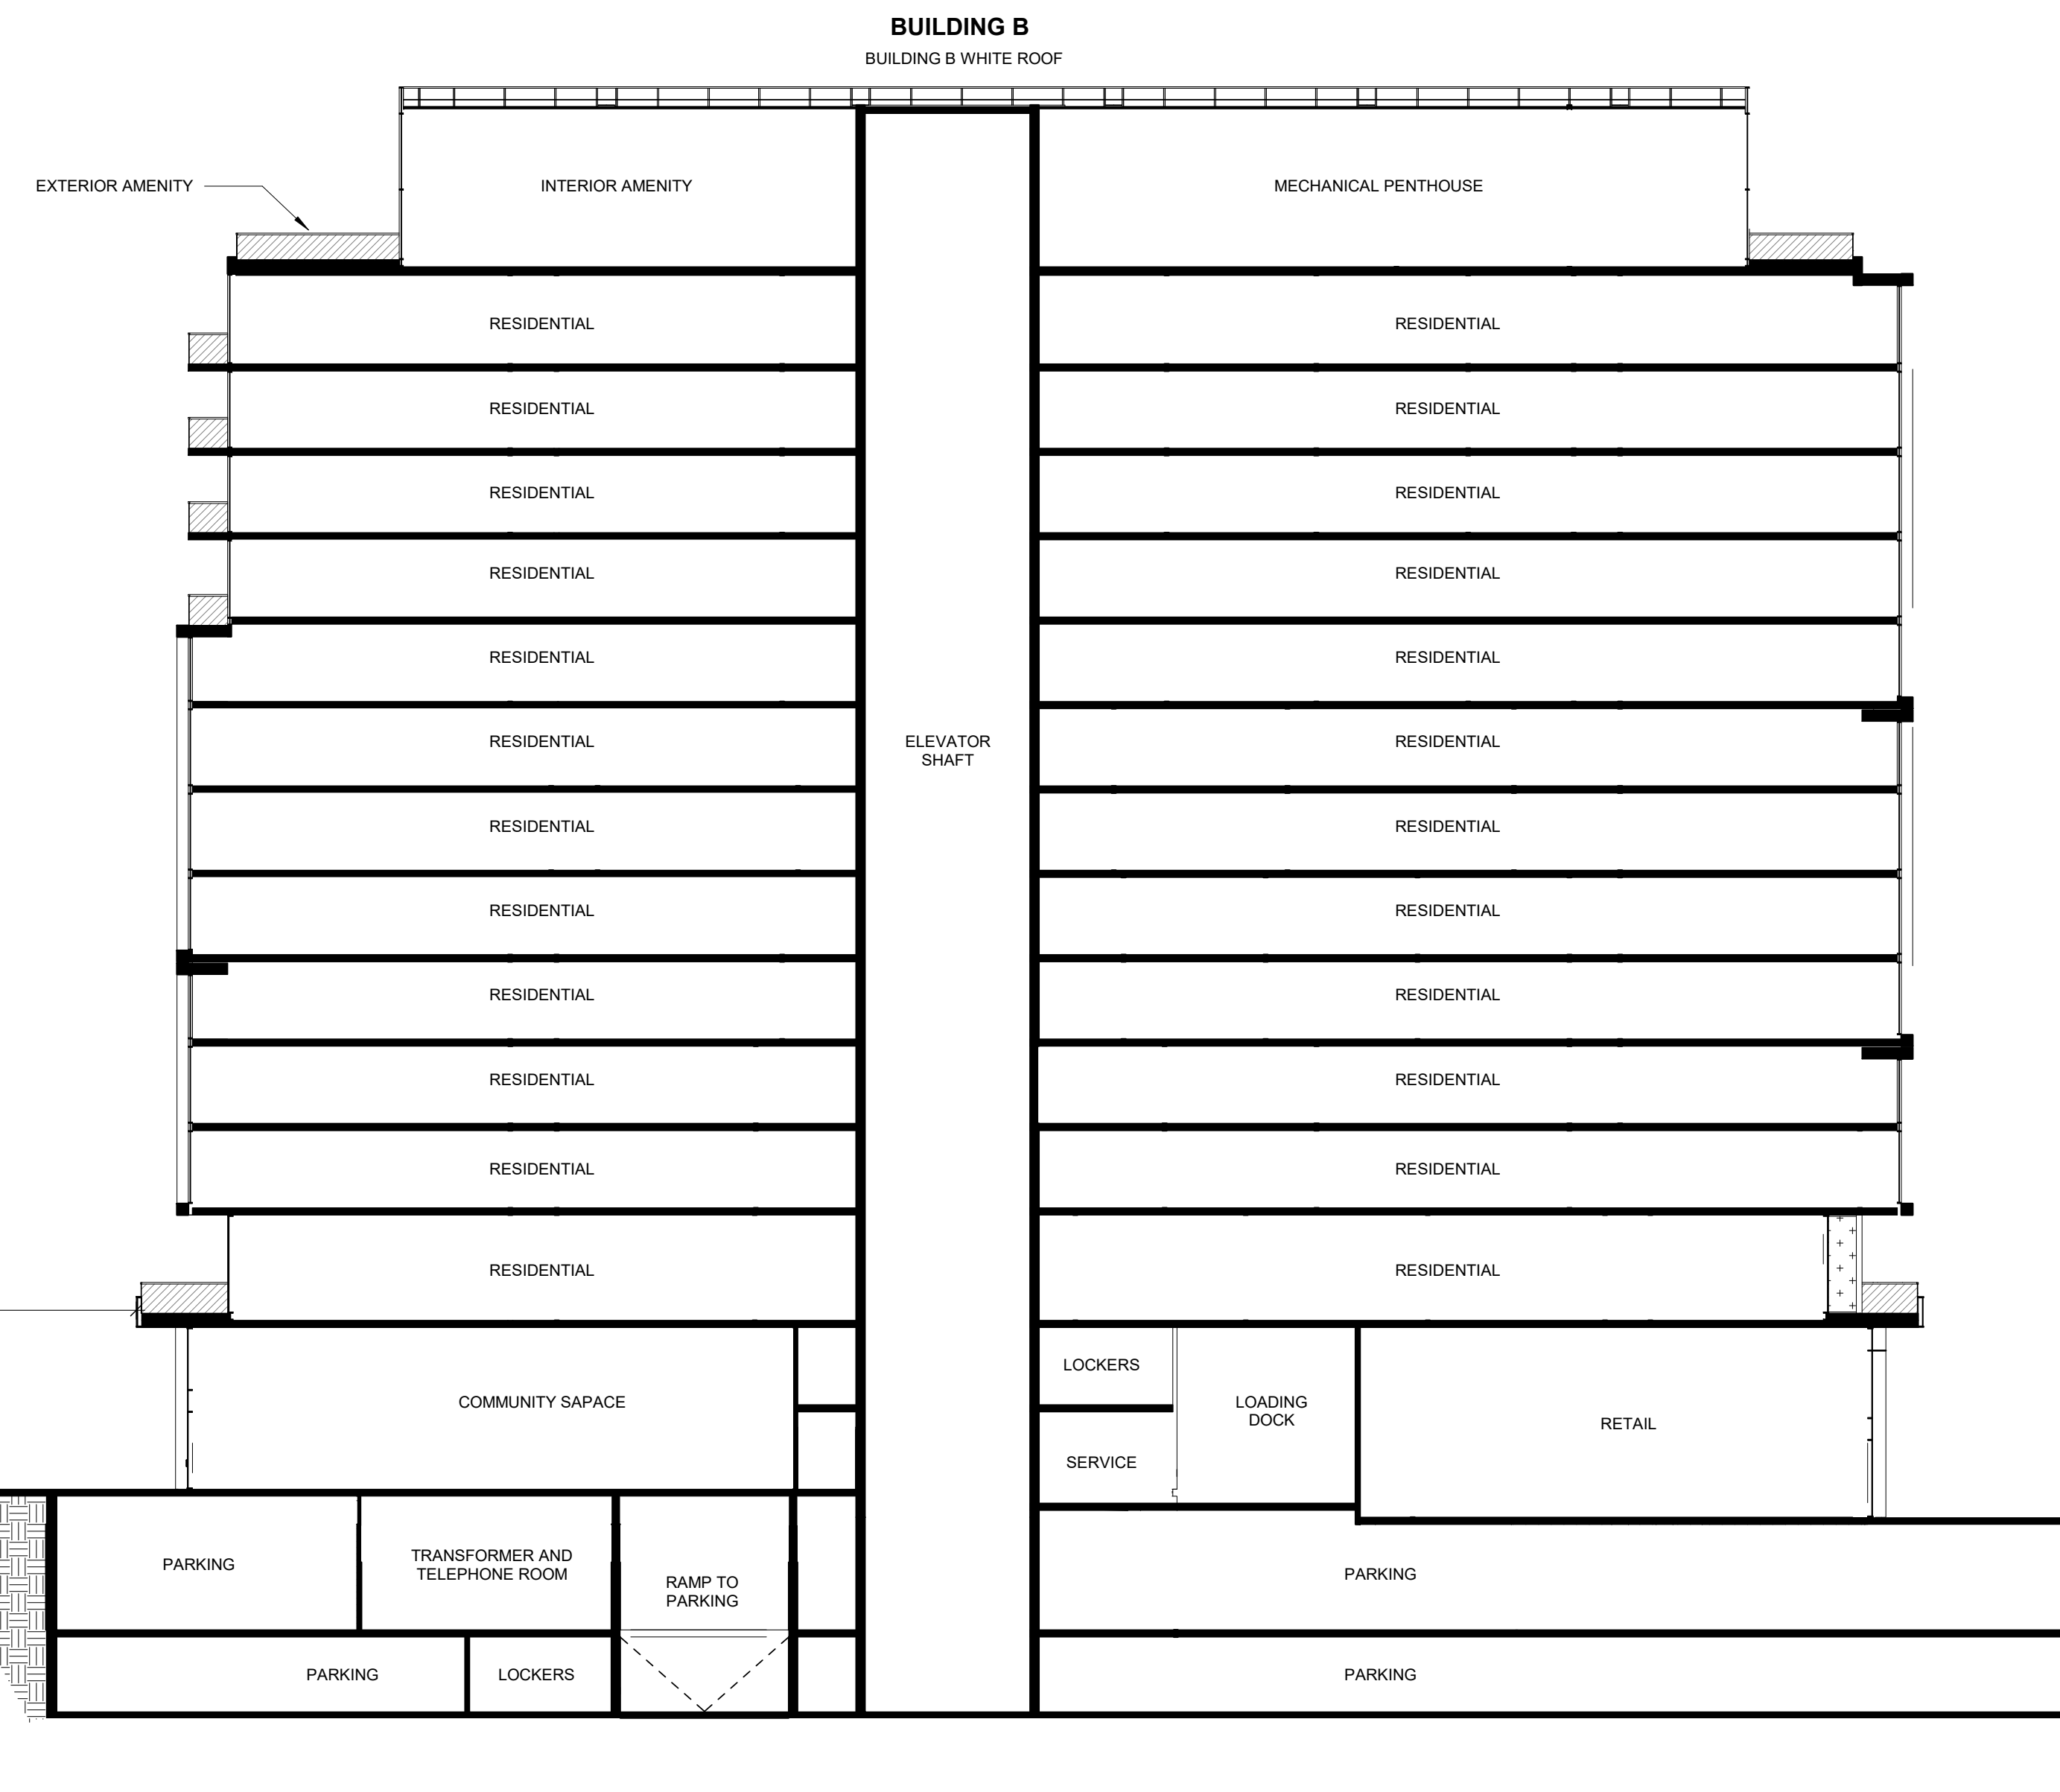 BUILDING B
BUILDING B WHITE ROOF
EXTERIOR AMENITY
INTERIOR AMENITY
MECHANICAL PENTHOUSE
RESIDENTIAL
RESIDENTIAL
RESIDENTIAL
RESIDENTIAL
RESIDENTIAL
RESIDENTIAL
RESIDENTIAL
RESIDENTIAL
RESIDENTIAL
RESIDENTIAL
RESIDENTIAL
RESIDENTIAL
ELEVATOR
SHAFT
RESIDENTIAL
RESIDENTIAL
RESIDENTIAL
RESIDENTIAL
RESIDENTIAL
RESIDENTIAL
RESIDENTIAL
RESIDENTIAL
RESIDENTIAL
RESIDENTIAL
RESIDENTIAL
RESIDENTIAL
COMMUNITY SAPACE
LOCKERS
SERVICE
LOADING
DOCK
RETAIL
PARKING
TRANSFORMER AND
TELEPHONE ROOM
RAMP TO
PARKING
PARKING
PARKING
LOCKERS
PARKING